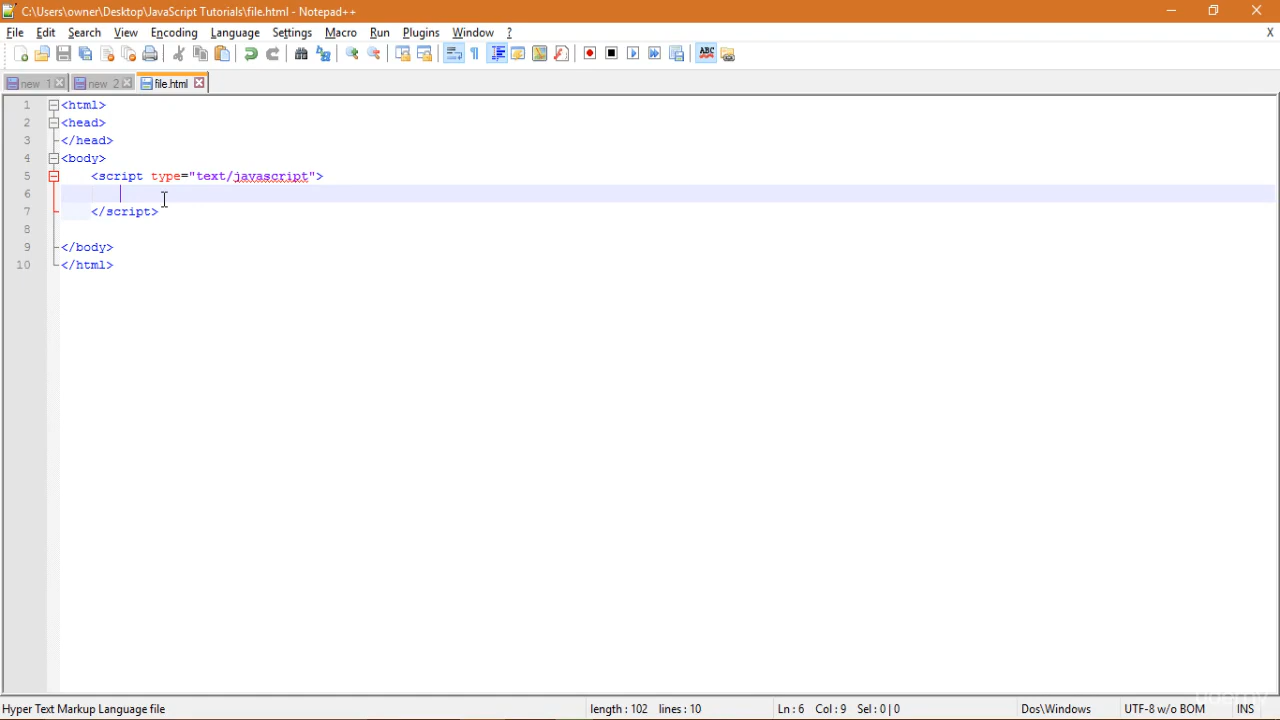 C:\Users\owner\Desktop\JavaScript Tutorials\file.html - Notepad++
File Edit Search View Encoding Language Settings Macro Run Plugins Window ? X
ABC
new 1 new 2 file.html
1 <html>
2 <head>
3 </head>
4 <body>
5 <script type="text/javascript">
6
7 </script>
8
9 </body>
10 </html>
udemy
Hyper Text Markup Language file length : 102 lines : 10 Ln : 6 Col : 9 Sel : 0 | 0 Dos\Windows UTF-8 w/o BOM INS